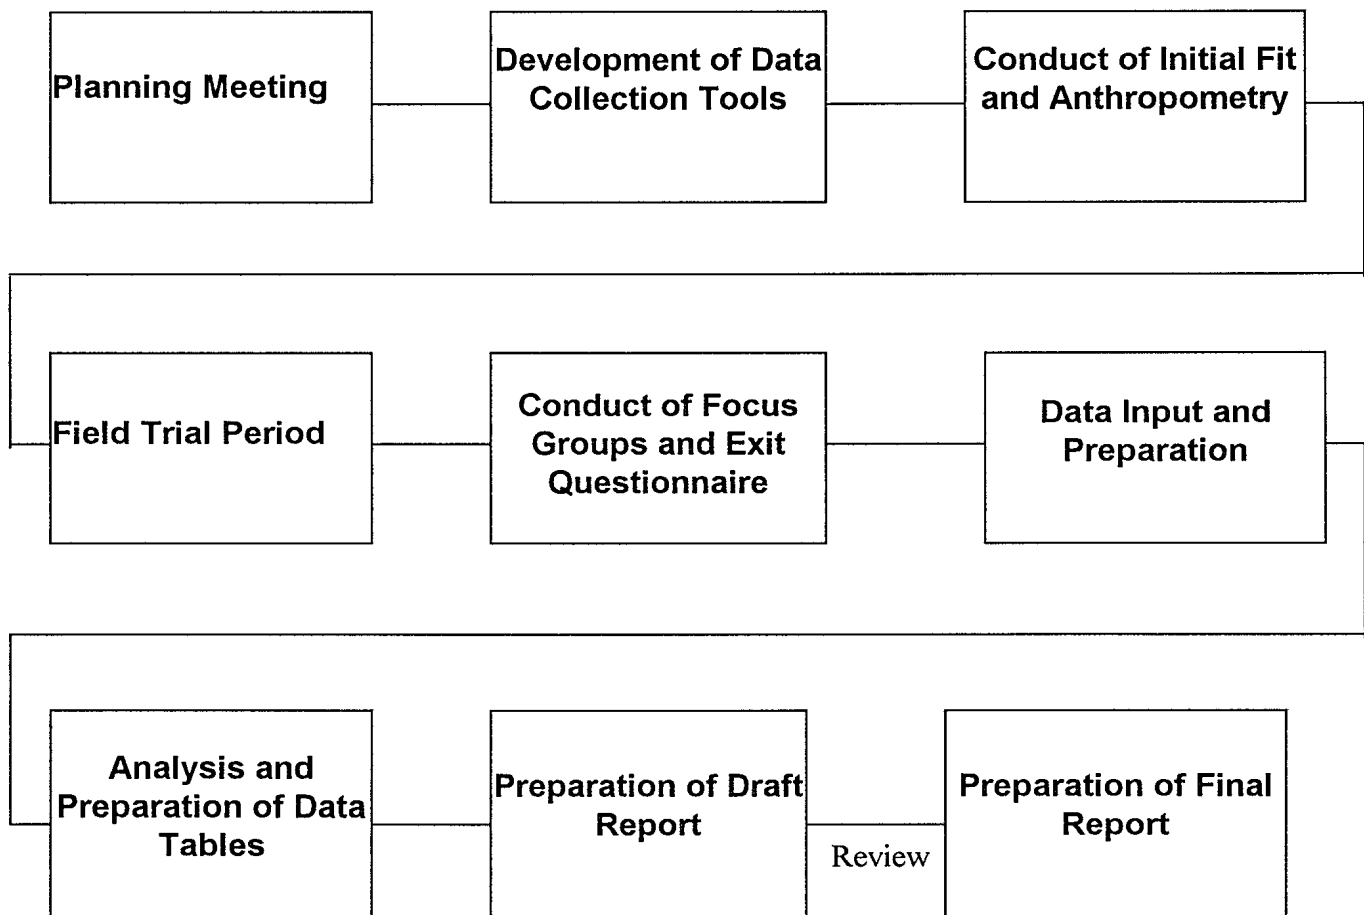 Planning Meeting
Development of Data
Collection Tools
Conduct of Initial Fit
and Anthropometry
Field Trial Period
Conduct of Focus
Groups and Exit
Questionnaire
Data Input and
Preparation
Analysis and
Preparation of Data
Tables
Preparation of Draft
Report
Review
Preparation of Final
Report